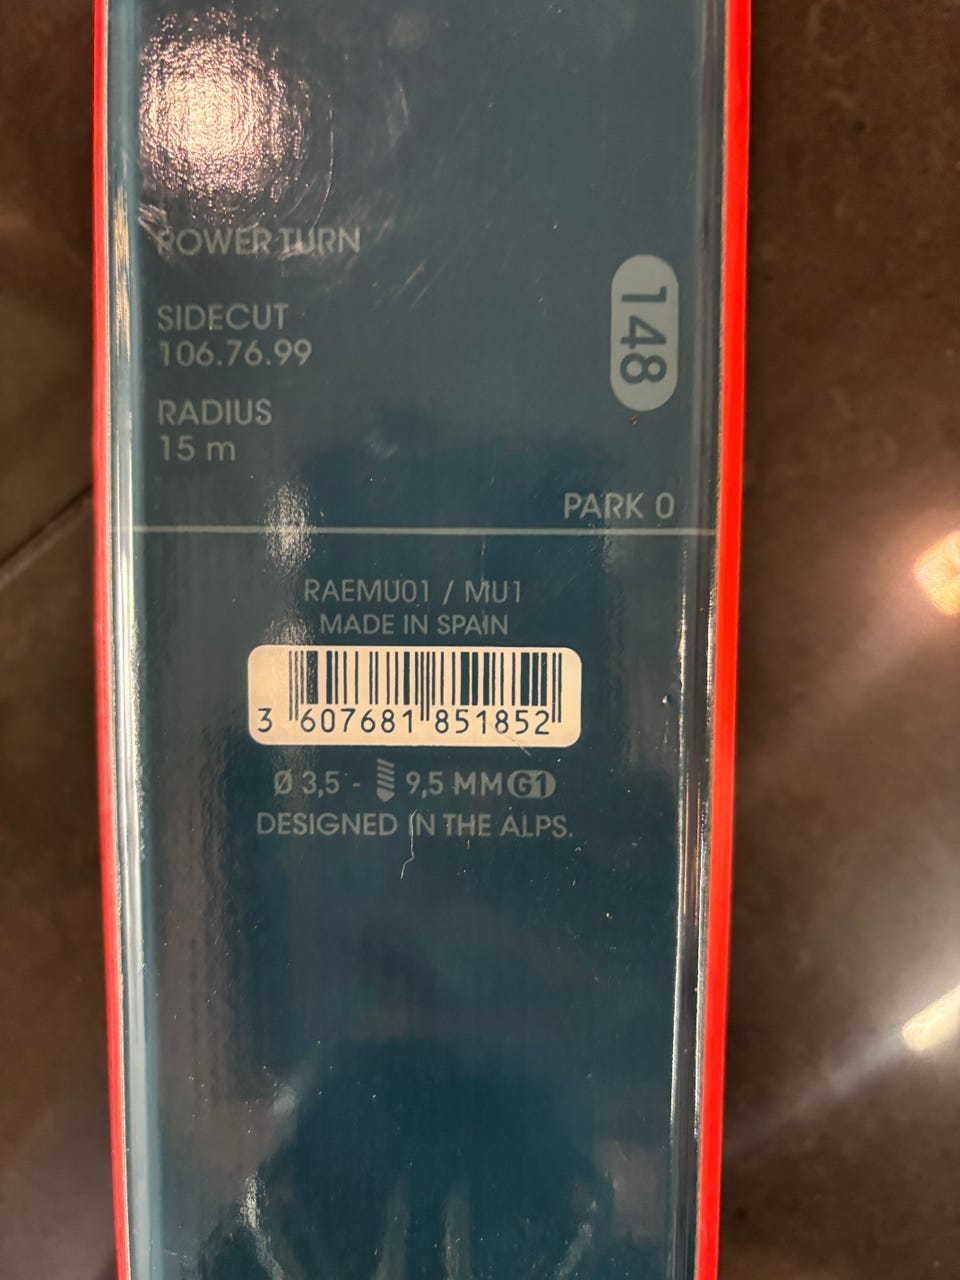 POWER TURN
SIDECUT
106.76.99
RADIUS
15 m
148
PARK 0
RAEMU01 / MU1
MADE IN SPAIN
3 607681 851852
Ø 3,5 - 9,5 MM G1
DESIGNED IN THE ALPS.